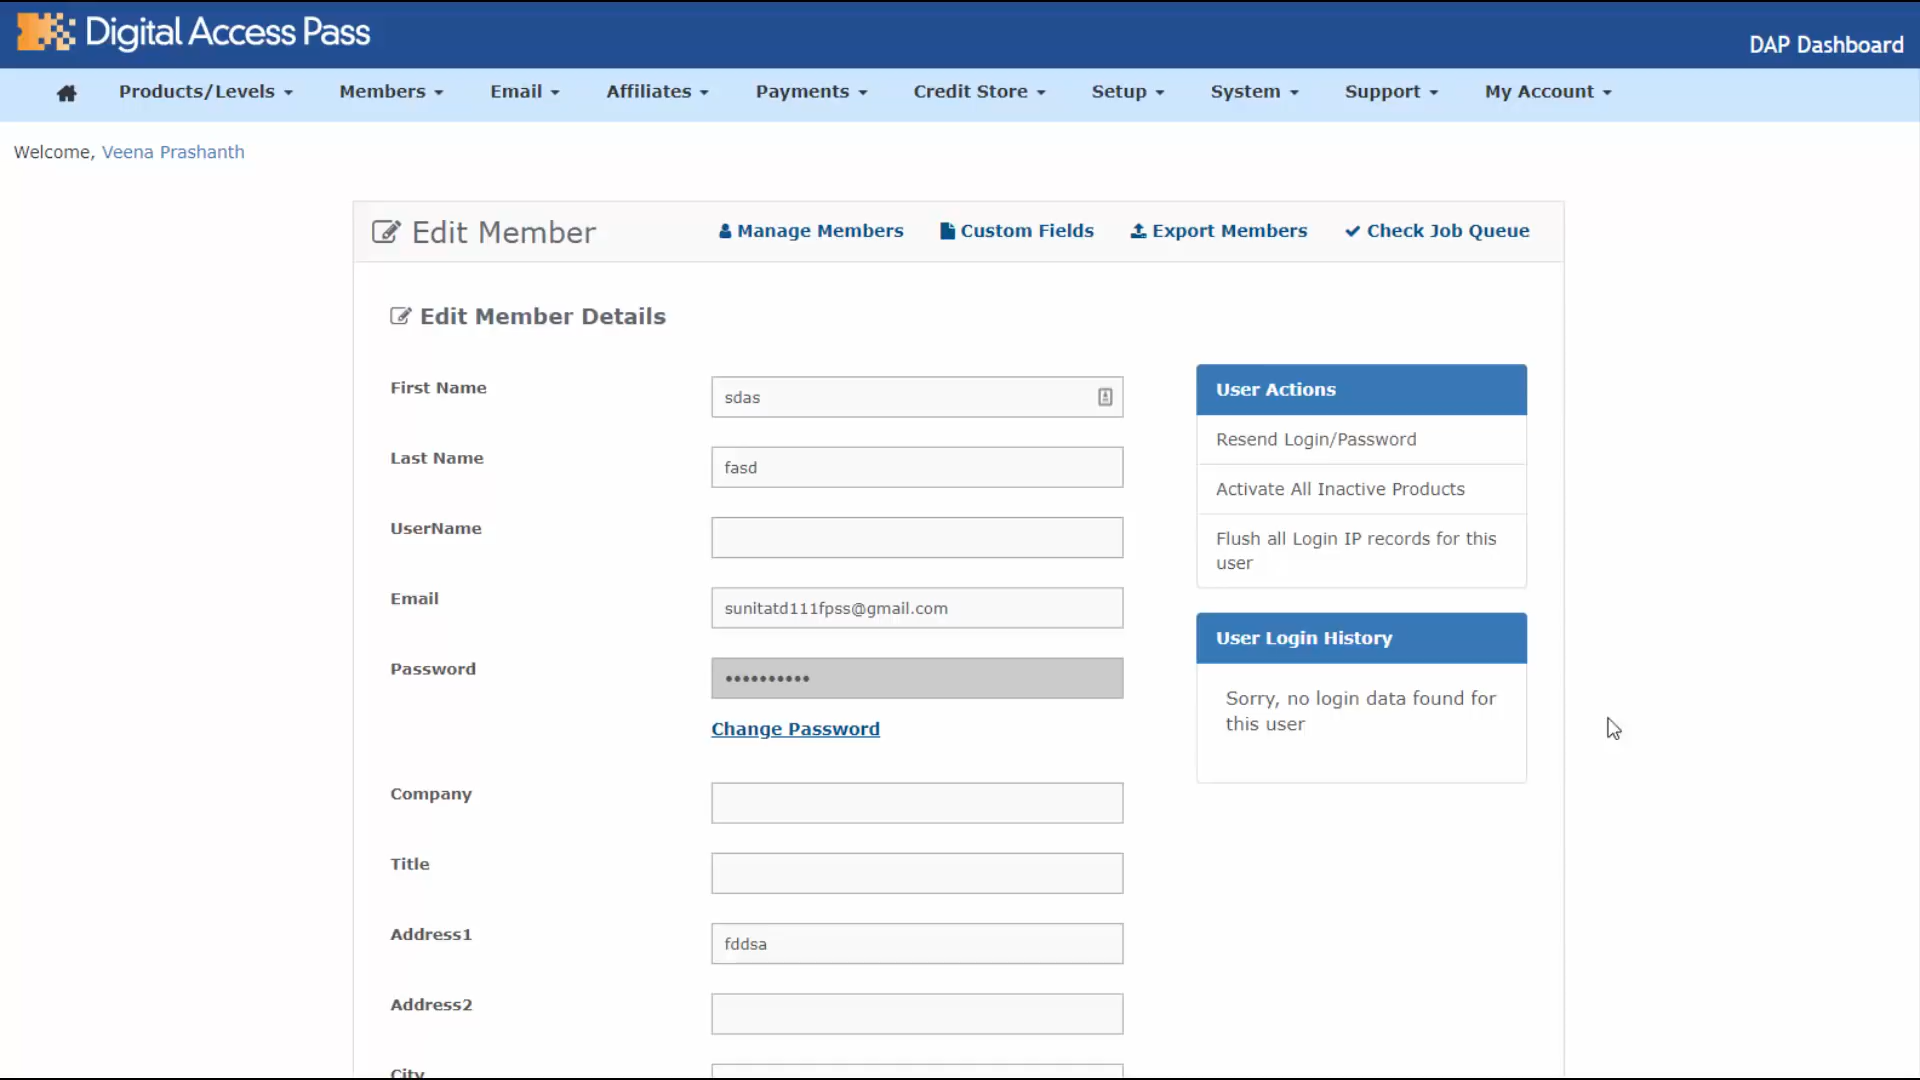 Digital Access Pass
DAP Dashboard
Products/Levels Members Email Affiliates Payments Credit Store Setup System Support My Account
Welcome, Veena Prashanth
Edit Member
Manage Members Custom Fields Export Members Check Job Queue
Edit Member Details
First Name
sdas
Last Name
fasd
UserName
Email
sunitatd111fpss@gmail.com
Password
••••••••••
Change Password
Company
Title
Address1
fddsa
Address2
City
User Actions
Resend Login/Password
Activate All Inactive Products
Flush all Login IP records for this
user
User Login History
Sorry, no login data found for
this user